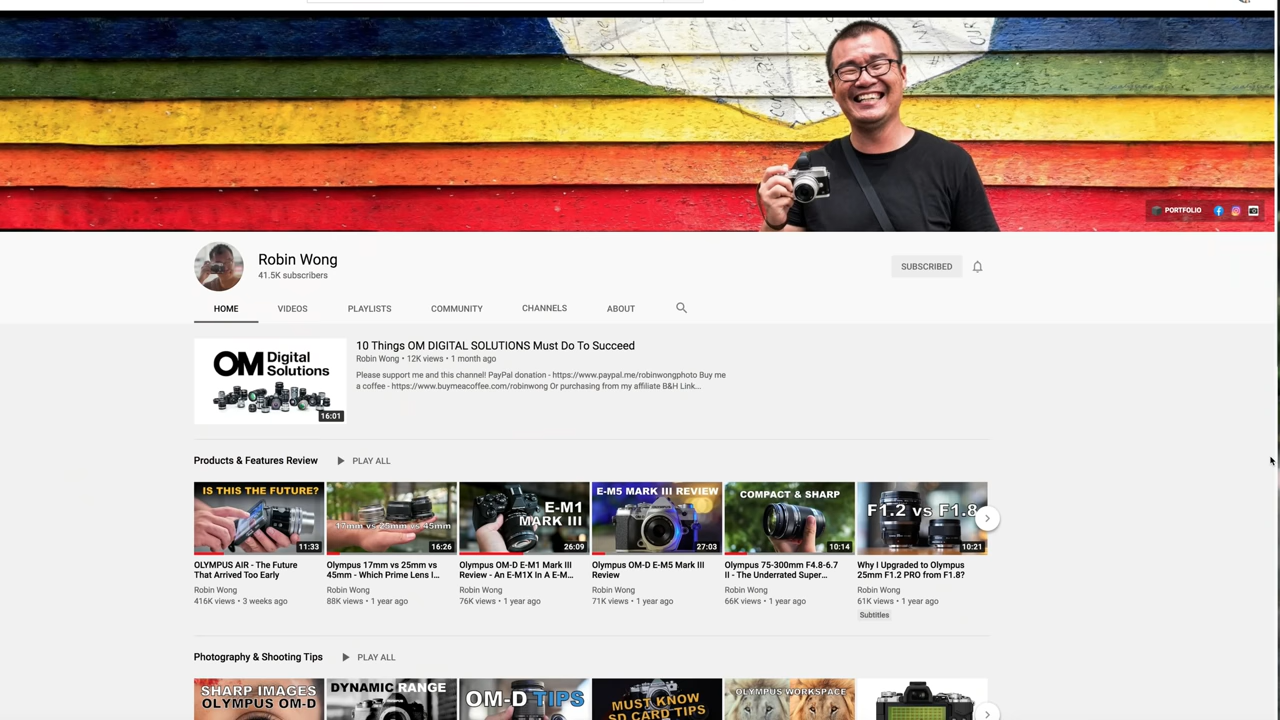 PORTFOLIO
Robin Wong
41.5K subscribers
SUBSCRIBED
HOME
VIDEOS
PLAYLISTS
COMMUNITY
CHANNELS
ABOUT
OM Digital Solutions
16:01
10 Things OM DIGITAL SOLUTIONS Must Do To Succeed
Robin Wong • 12K views • 1 month ago
Please support me and this channel! PayPal donation - https://www.paypal.me/robinwongphoto Buy me
a coffee - https://www.buymeacoffee.com/robinwong Or purchasing from my affiliate B&H Link...
Products & Features Review
PLAY ALL
IS THIS THE FUTURE?
11:33
OLYMPUS AIR - The Future
That Arrived Too Early
Robin Wong
416K views • 3 weeks ago
17mm vs 25mm vs 45mm
16:26
Olympus 17mm vs 25mm vs
45mm - Which Prime Lens I...
Robin Wong
88K views • 1 year ago
E-M1
MARK III
26:09
Olympus OM-D E-M1 Mark III
Review - An E-M1X In A E-M...
Robin Wong
76K views • 1 year ago
E-M5 MARK III REVIEW
27:03
Olympus OM-D E-M5 Mark III
Review
Robin Wong
71K views • 1 year ago
COMPACT & SHARP
10:14
Olympus 75-300mm F4.8-6.7
II - The Underrated Super...
Robin Wong
66K views • 1 year ago
F1.2 vs F1.8
10:21
Why I Upgraded to Olympus
25mm F1.2 PRO from F1.8?
Robin Wong
61K views • 1 year ago
Subtitles
Photography & Shooting Tips
PLAY ALL
SHARP IMAGES
OLYMPUS OM-D
DYNAMIC RANGE
OM-D TIPS
MUST KNOW
SD CARD TIPS
OLYMPUS WORKSPACE